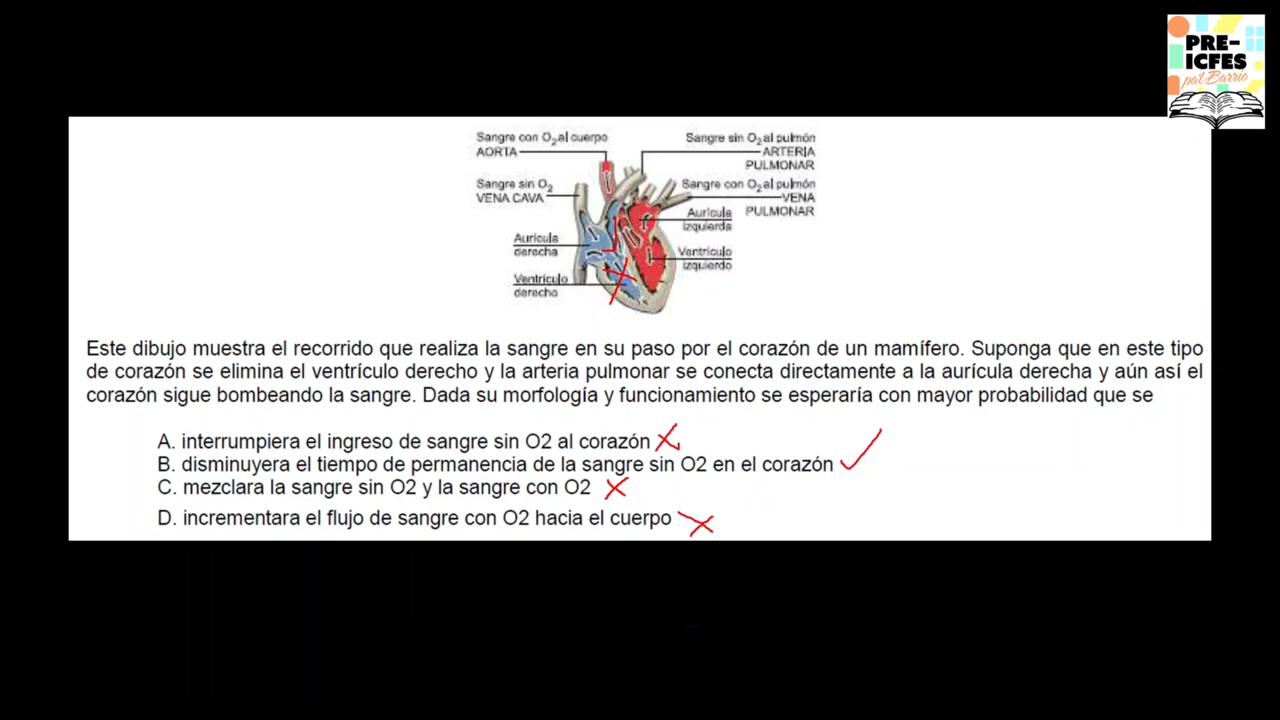 PRE-
ICFES
pal Barrio
Sangre con O2 al cuerpo
AORTA
Sangre sin O2 al pulmón
ARTERIA
PULMONAR
Sangre sin O2
VENA CAVA
Sangre con O2 al pulmón
VENA
PULMONAR
Aurícula
izquierda
Aurícula
derecha
Ventrículo
izquierdo
Ventrículo
derecho
Este dibujo muestra el recorrido que realiza la sangre en su paso por el corazón de un mamífero. Suponga que en este tipo
de corazón se elimina el ventrículo derecho y la arteria pulmonar se conecta directamente a la aurícula derecha y aún así el
corazón sigue bombeando la sangre. Dada su morfología y funcionamiento se esperaría con mayor probabilidad que se
A. interrumpiera el ingreso de sangre sin O2 al corazón
B. disminuyera el tiempo de permanencia de la sangre sin O2 en el corazón
C. mezclara la sangre sin O2 y la sangre con O2
D. incrementara el flujo de sangre con O2 hacia el cuerpo